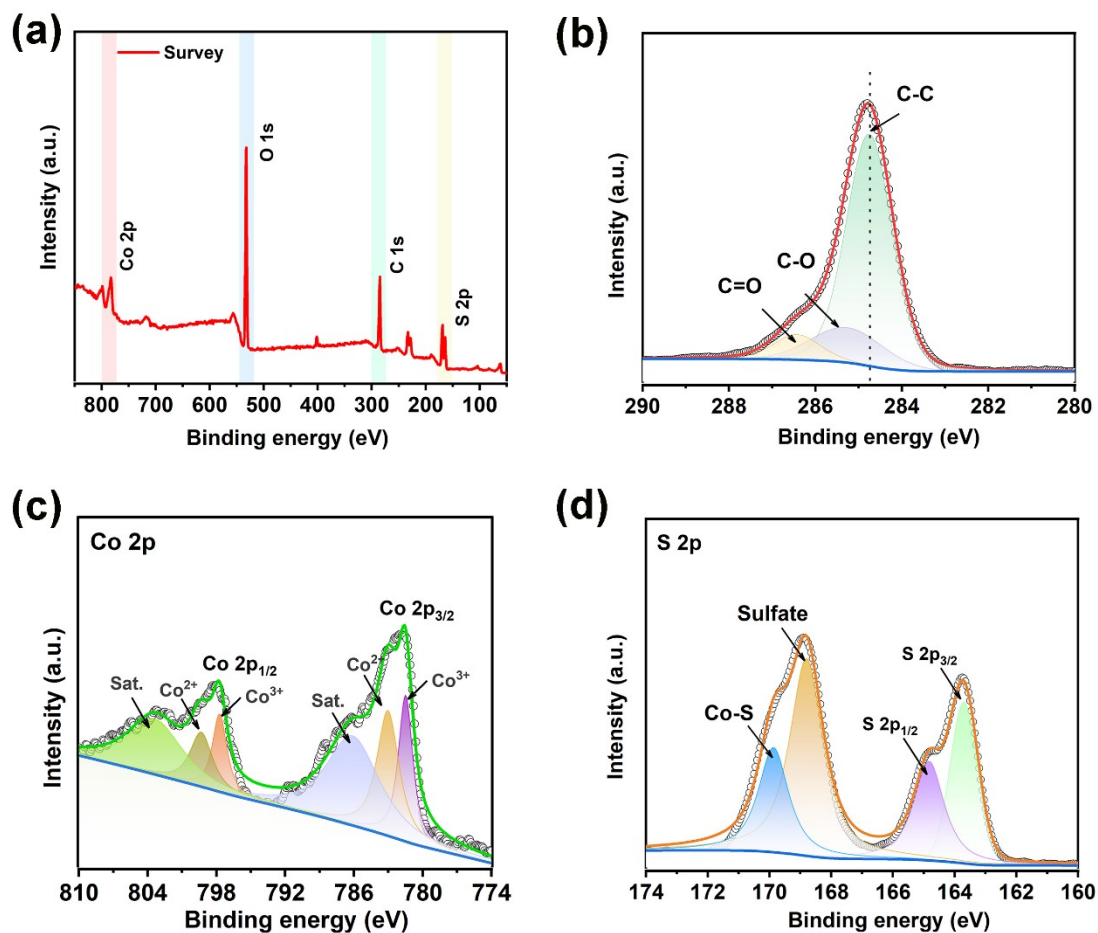 (a)
Survey
Co 2p
O 1s
C 1s
S 2p
Intensity (a.u.)
800 700 600 500 400 300 200 100
Binding energy (eV)
(b)
C-C
C-O
C=O
Intensity (a.u.)
290 288 286 284 282 280
Binding energy (eV)
(c)
Co 2p
Co 2p3/2
Co 2p1/2
Co2+
Co3+
Sat.
Co2+
Co3+
Sat.
Intensity (a.u.)
810 804 798 792 786 780 774
Binding energy (eV)
(d)
S 2p
Sulfate
Co-S
S 2p3/2
S 2p1/2
Intensity (a.u.)
174 172 170 168 166 164 162 160
Binding energy (eV)